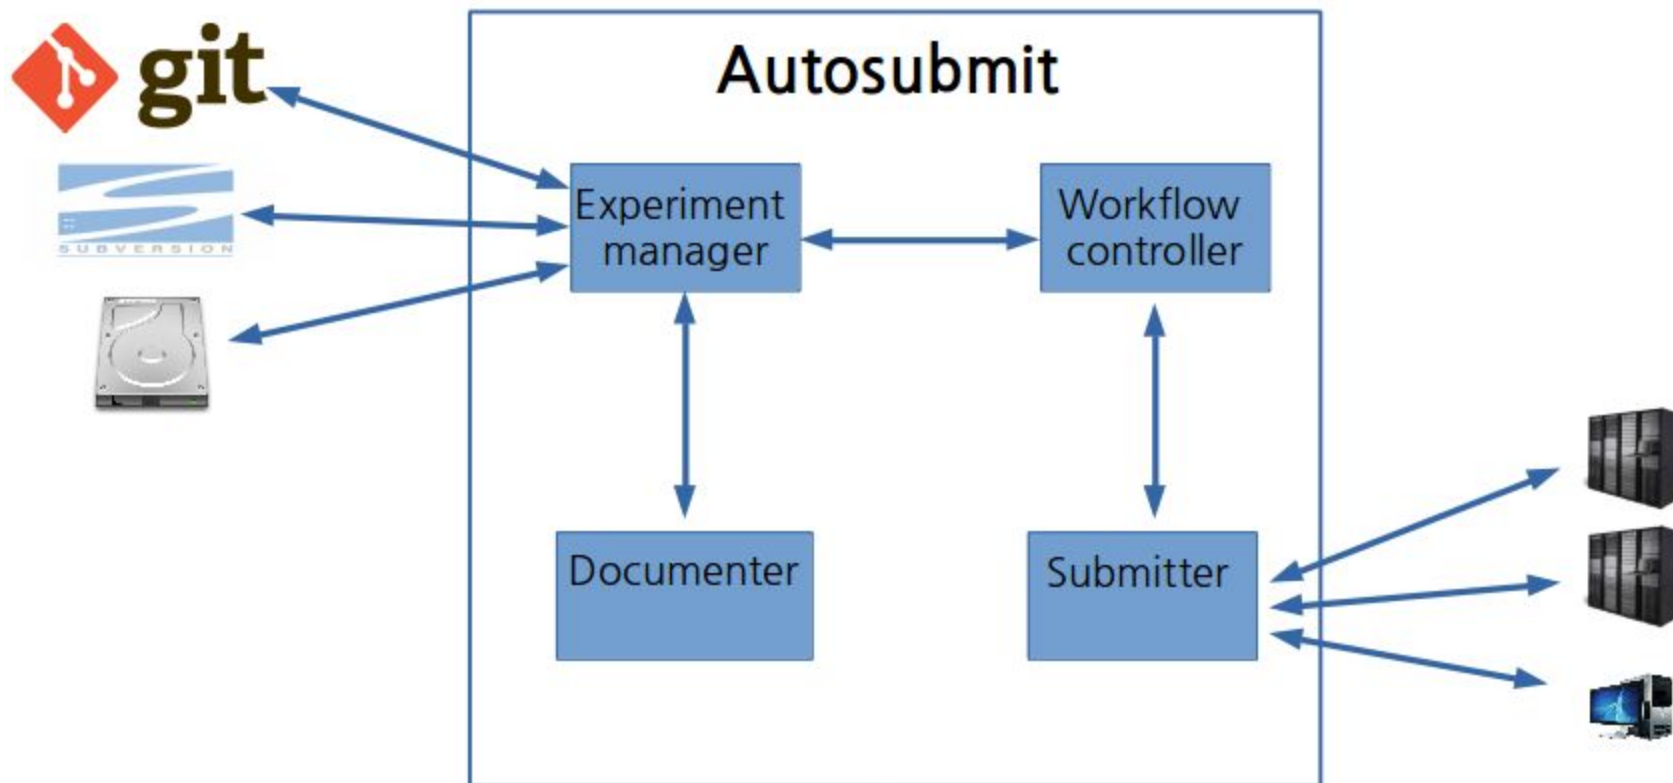 Autosubmit
git
SUBVERSION
Experiment
manager
Workflow
controller
Documenter
Submitter